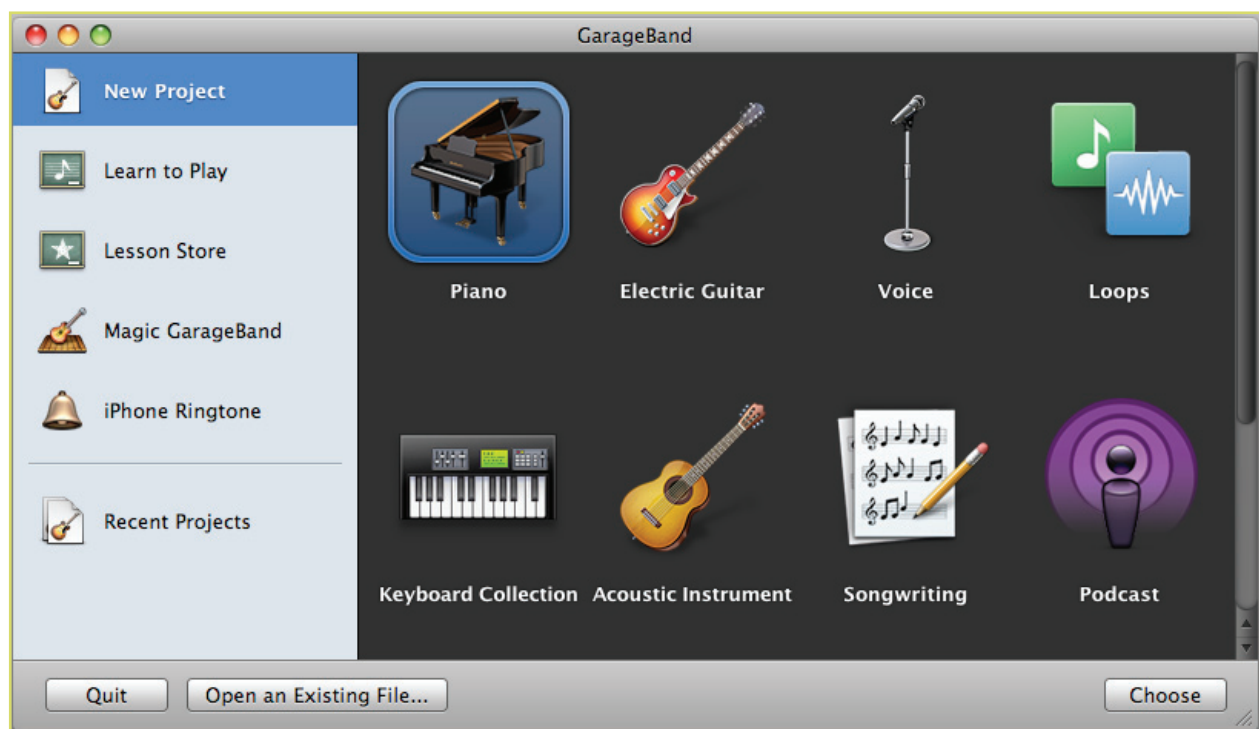 GarageBand
New Project
Learn to Play
Lesson Store
Magic GarageBand
iPhone Ringtone
Recent Projects
Piano
Electric Guitar
Voice
Loops
Keyboard Collection
Acoustic Instrument
Songwriting
Podcast
Quit
Open an Existing File...
Choose